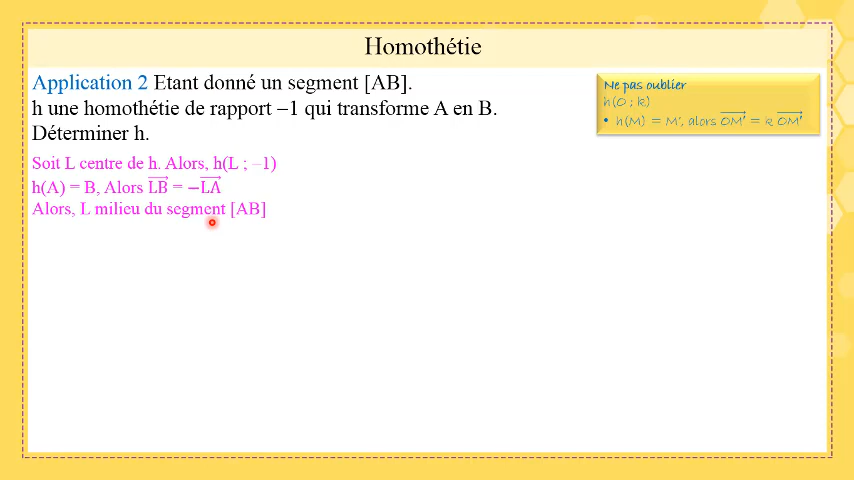 Homothétie
Application 2 Etant donné un segment [AB].
h une homothétie de rapport −1 qui transforme A en B.
Déterminer h.
Soit L centre de h. Alors, h(L ; −1)
h(A) = B, Alors \overrightarrow{LB} = −\overrightarrow{LA}
Alors, L milieu du segment [AB]
Ne pas oublier
h(O ; k)
• h(M) = M', alors \overrightarrow{OM'} = k \overrightarrow{OM'}